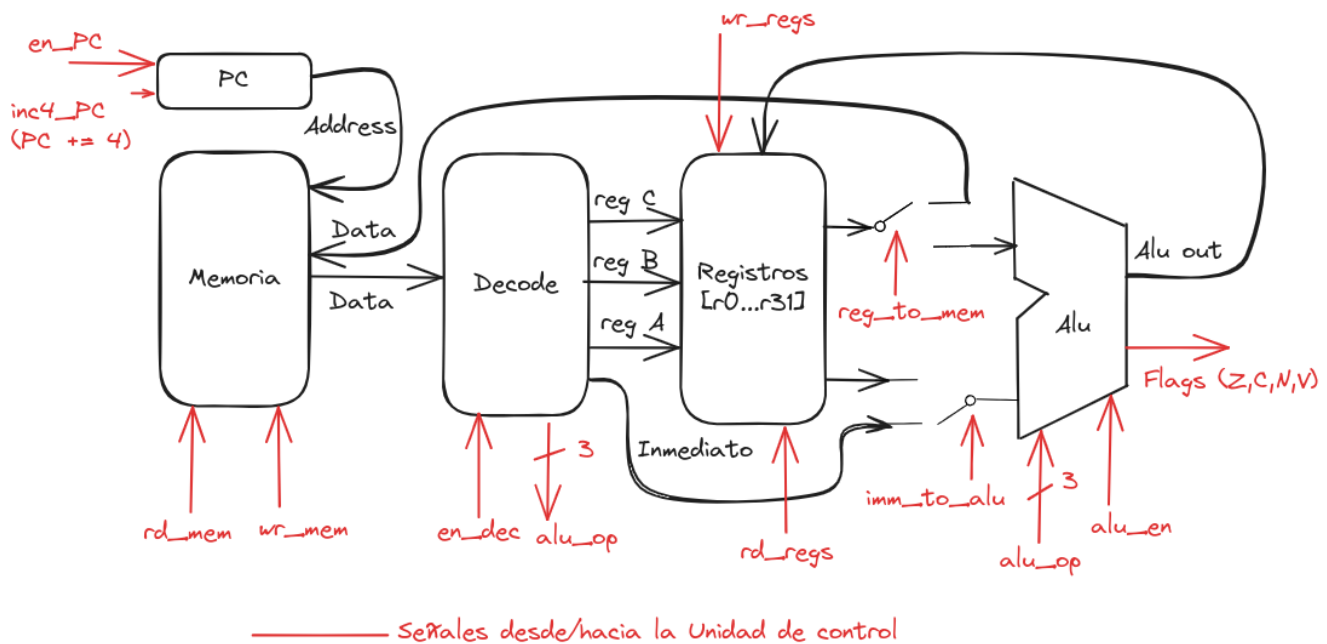 wr_regs
en_PC
PC
inc4_PC
(PC += 4)
Address
Data
reg C
Alu out
Memoria
Data
Decode
reg B
Registros
[r0...r31]
reg_to_mem
Alu
reg A
Flags (Z,C,N,V)
3
Inmediato
imm_to_alu
3
rd_mem
wr_mem
en_dec
alu_op
rd_regs
alu_op
alu_en
Señales desde/hacia la Unidad de control